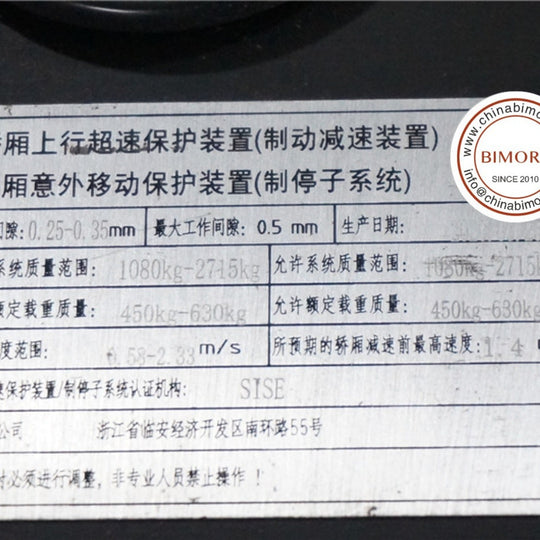 厢上行超速保护装置(制动减速装置)
厢意外移动保护装置(制停子系统)
隙: 0.25-0.35mm 最大工作间隙: 0.5 mm 生产日期:
系统质量范围: 1080kg-2715kg 允许系统质量范围: 1080kg-2715
额定载重质量: 450kg-630kg 允许额定载重质量: 450kg-630kg
度范围: 0.58-2.33 m/s 所预期的轿厢减速前最高速度: 1.4
速保护装置/制停子系统认证机构: SISE
公司 浙江省临安经济开发区南环路55号
时必须进行调整，非专业人员禁止操作！
www.chinabimo
BIMOR
SINCE 2010
info@chinabimo